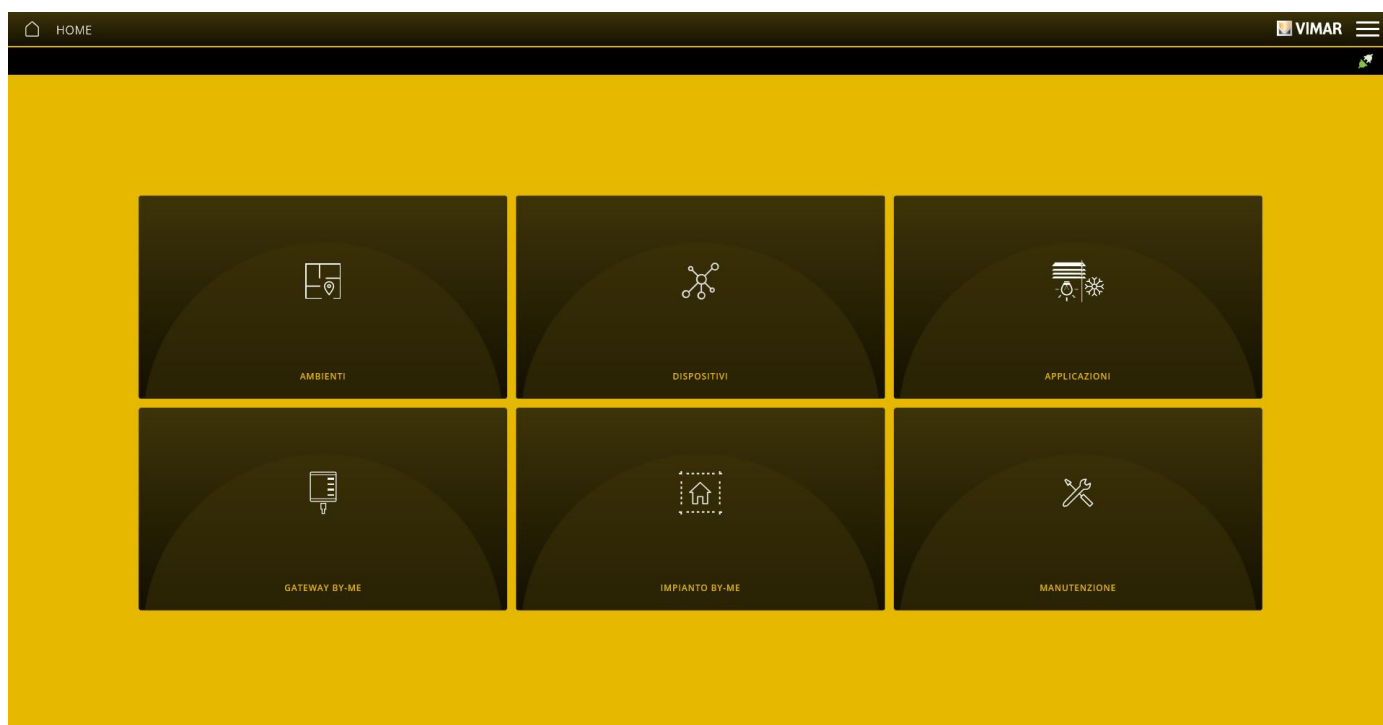 HOME
VIMAR
AMBIENTI
DISPOSITIVI
APPLICAZIONI
GATEWAY BY-ME
IMPIANTO BY-ME
MANUTENZIONE